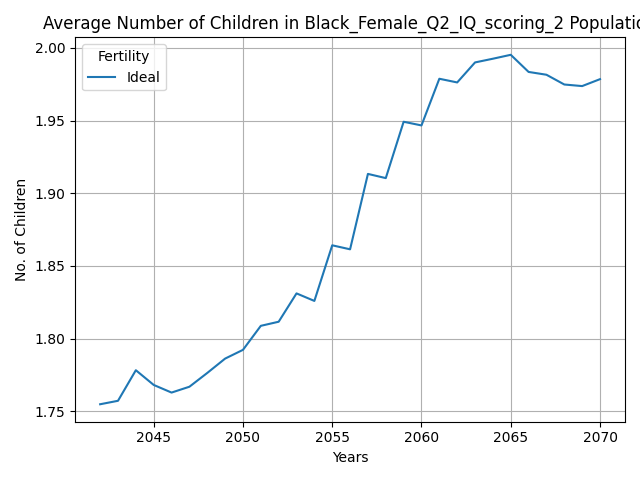 Average Number of Children in Black_Female_Q2_IQ_scoring_2 Populatio
Fertility
Ideal
No. of Children
2.00
1.95
1.90
1.85
1.80
1.75
2045 2050 2055 2060 2065 2070
Years